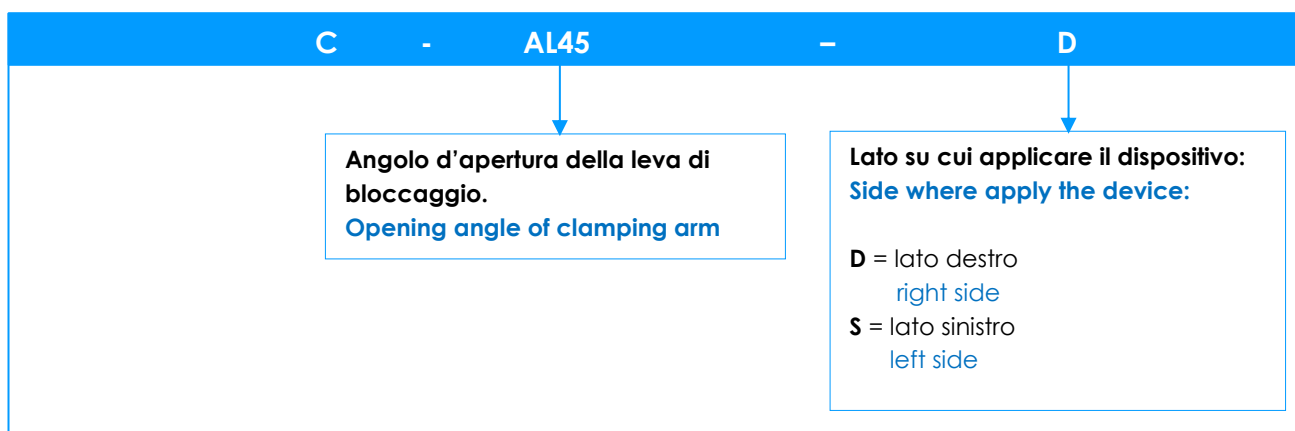 C - AL45 – D
Angolo d’apertura della leva di
bloccaggio.
Opening angle of clamping arm
Lato su cui applicare il dispositivo:
Side where apply the device:
D = lato destro
right side
S = lato sinistro
left side